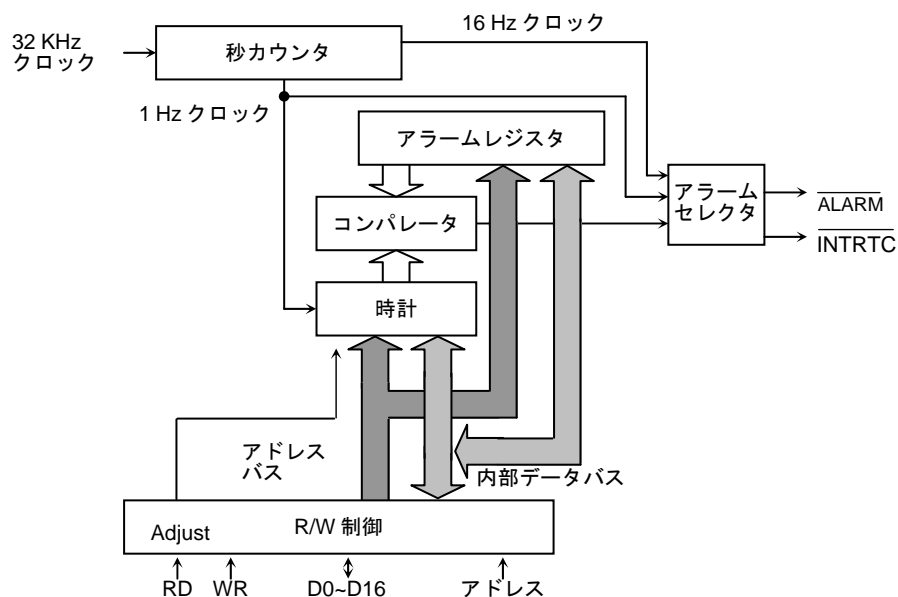 16 Hz クロック
32 KHz
クロック
秒カウンタ
1 Hz クロック
アラームレジスタ
アラーム
セレクタ
ALARM
INTRTC
コンパレータ
時計
アドレス
バス
内部データバス
Adjust
R/W 制御
RD WR D0~D16 アドレス